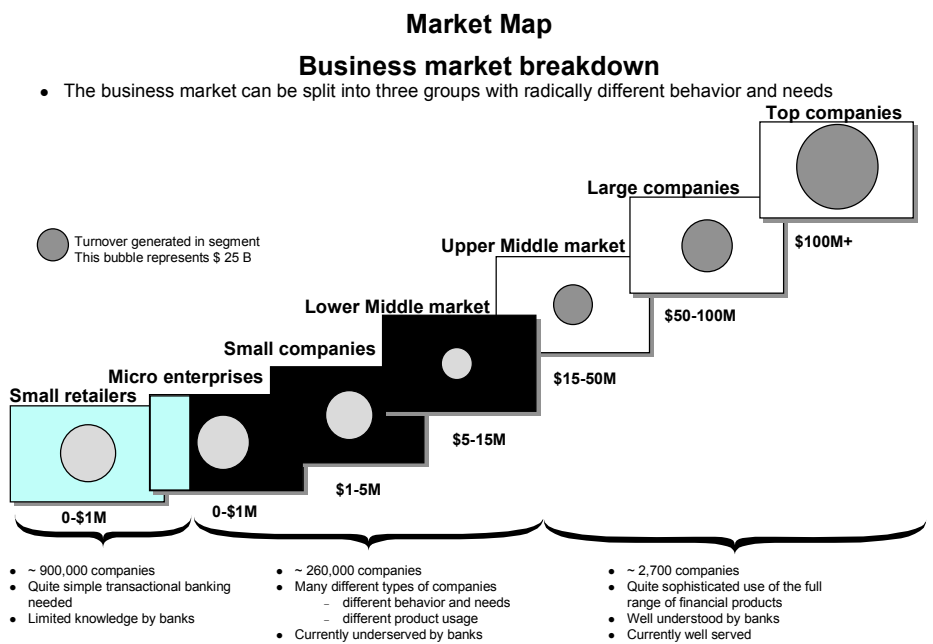 Market Map
Business market breakdown
• The business market can be split into three groups with radically different behavior and needs
Top companies
Large companies
Turnover generated in segment
This bubble represents $ 25 B
Upper Middle market
$100M+
Lower Middle market
$50-100M
Small companies
Micro enterprises
$15-50M
Small retailers
$5-15M
$1-5M
0-$1M
0-$1M
• ~ 900,000 companies
• Quite simple transactional banking
needed
• Limited knowledge by banks
• ~ 260,000 companies
• Many different types of companies
– different behavior and needs
– different product usage
• Currently underserved by banks
• ~ 2,700 companies
• Quite sophisticated use of the full
range of financial products
• Well understood by banks
• Currently well served